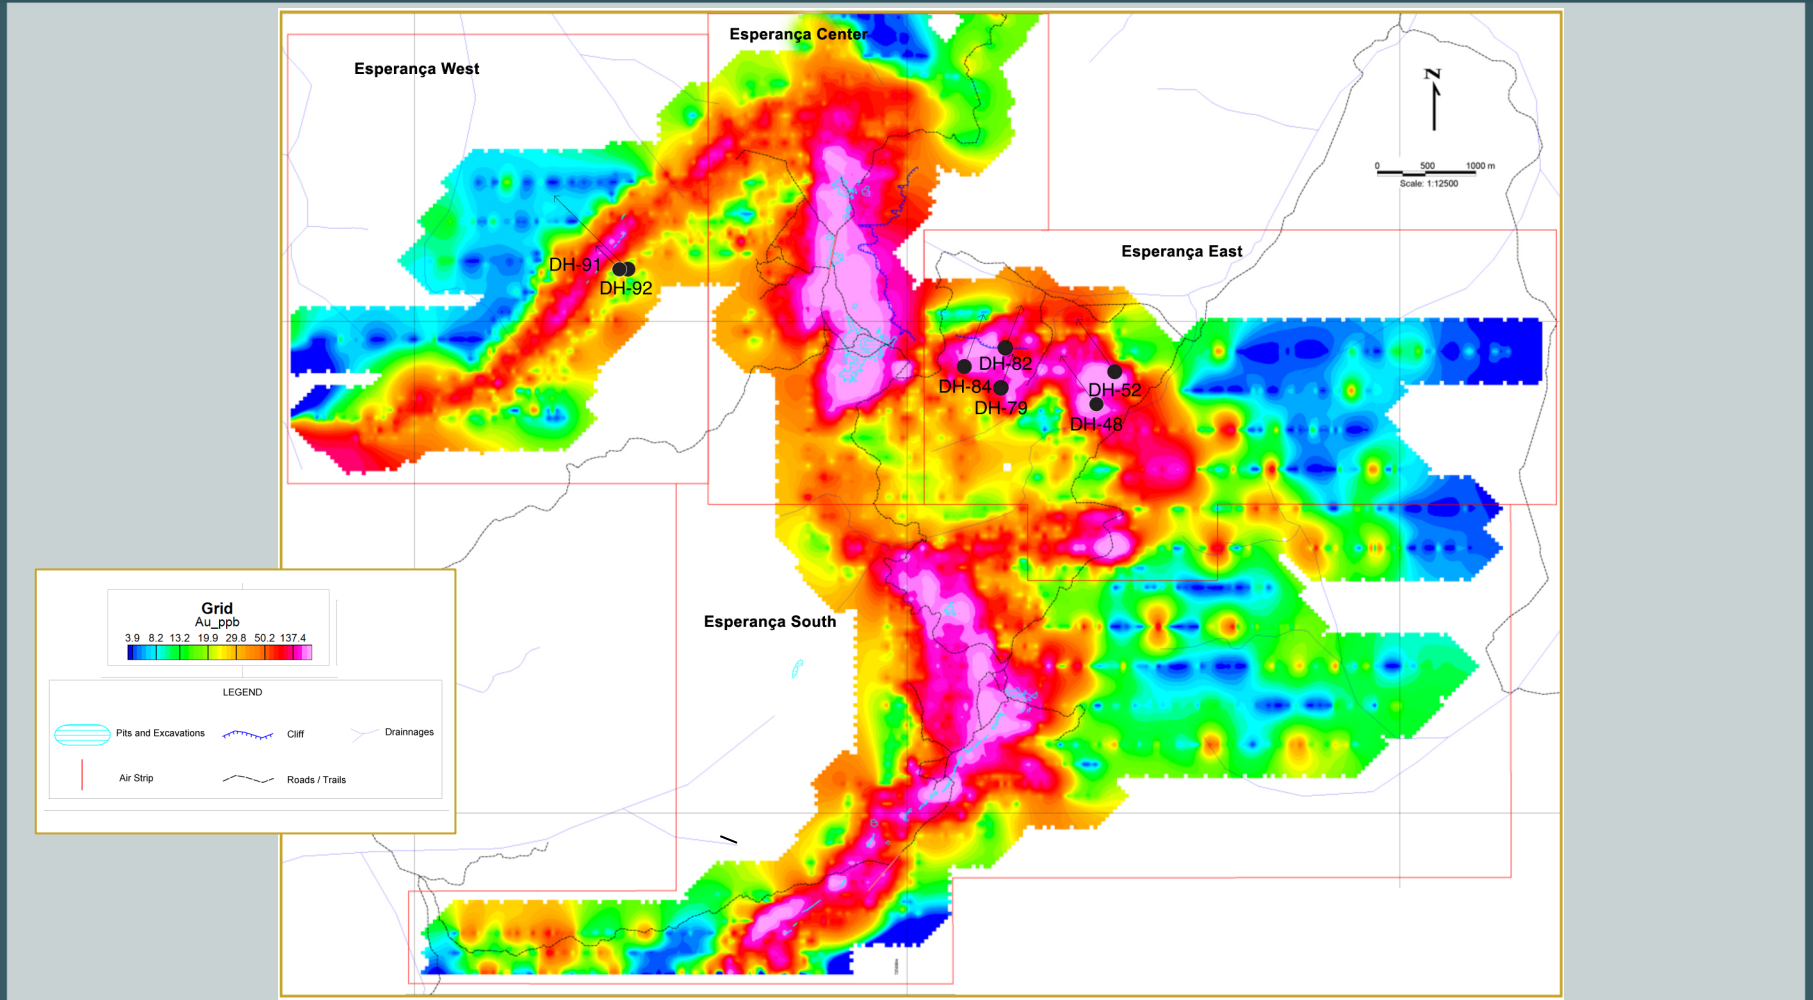 Esperança Center
Esperança West
N
0 500 1000 m
Scale: 1:12500
Esperança East
DH-91
DH-92
DH-82
DH-84
DH-79
DH-52
DH-48
Esperança South
Grid
Au_ppb
3.9 8.2 13.2 19.9 29.8 50.2 137.4
LEGEND
Pits and Excavations
Cliff
Drainnages
Air Strip
Roads / Trails